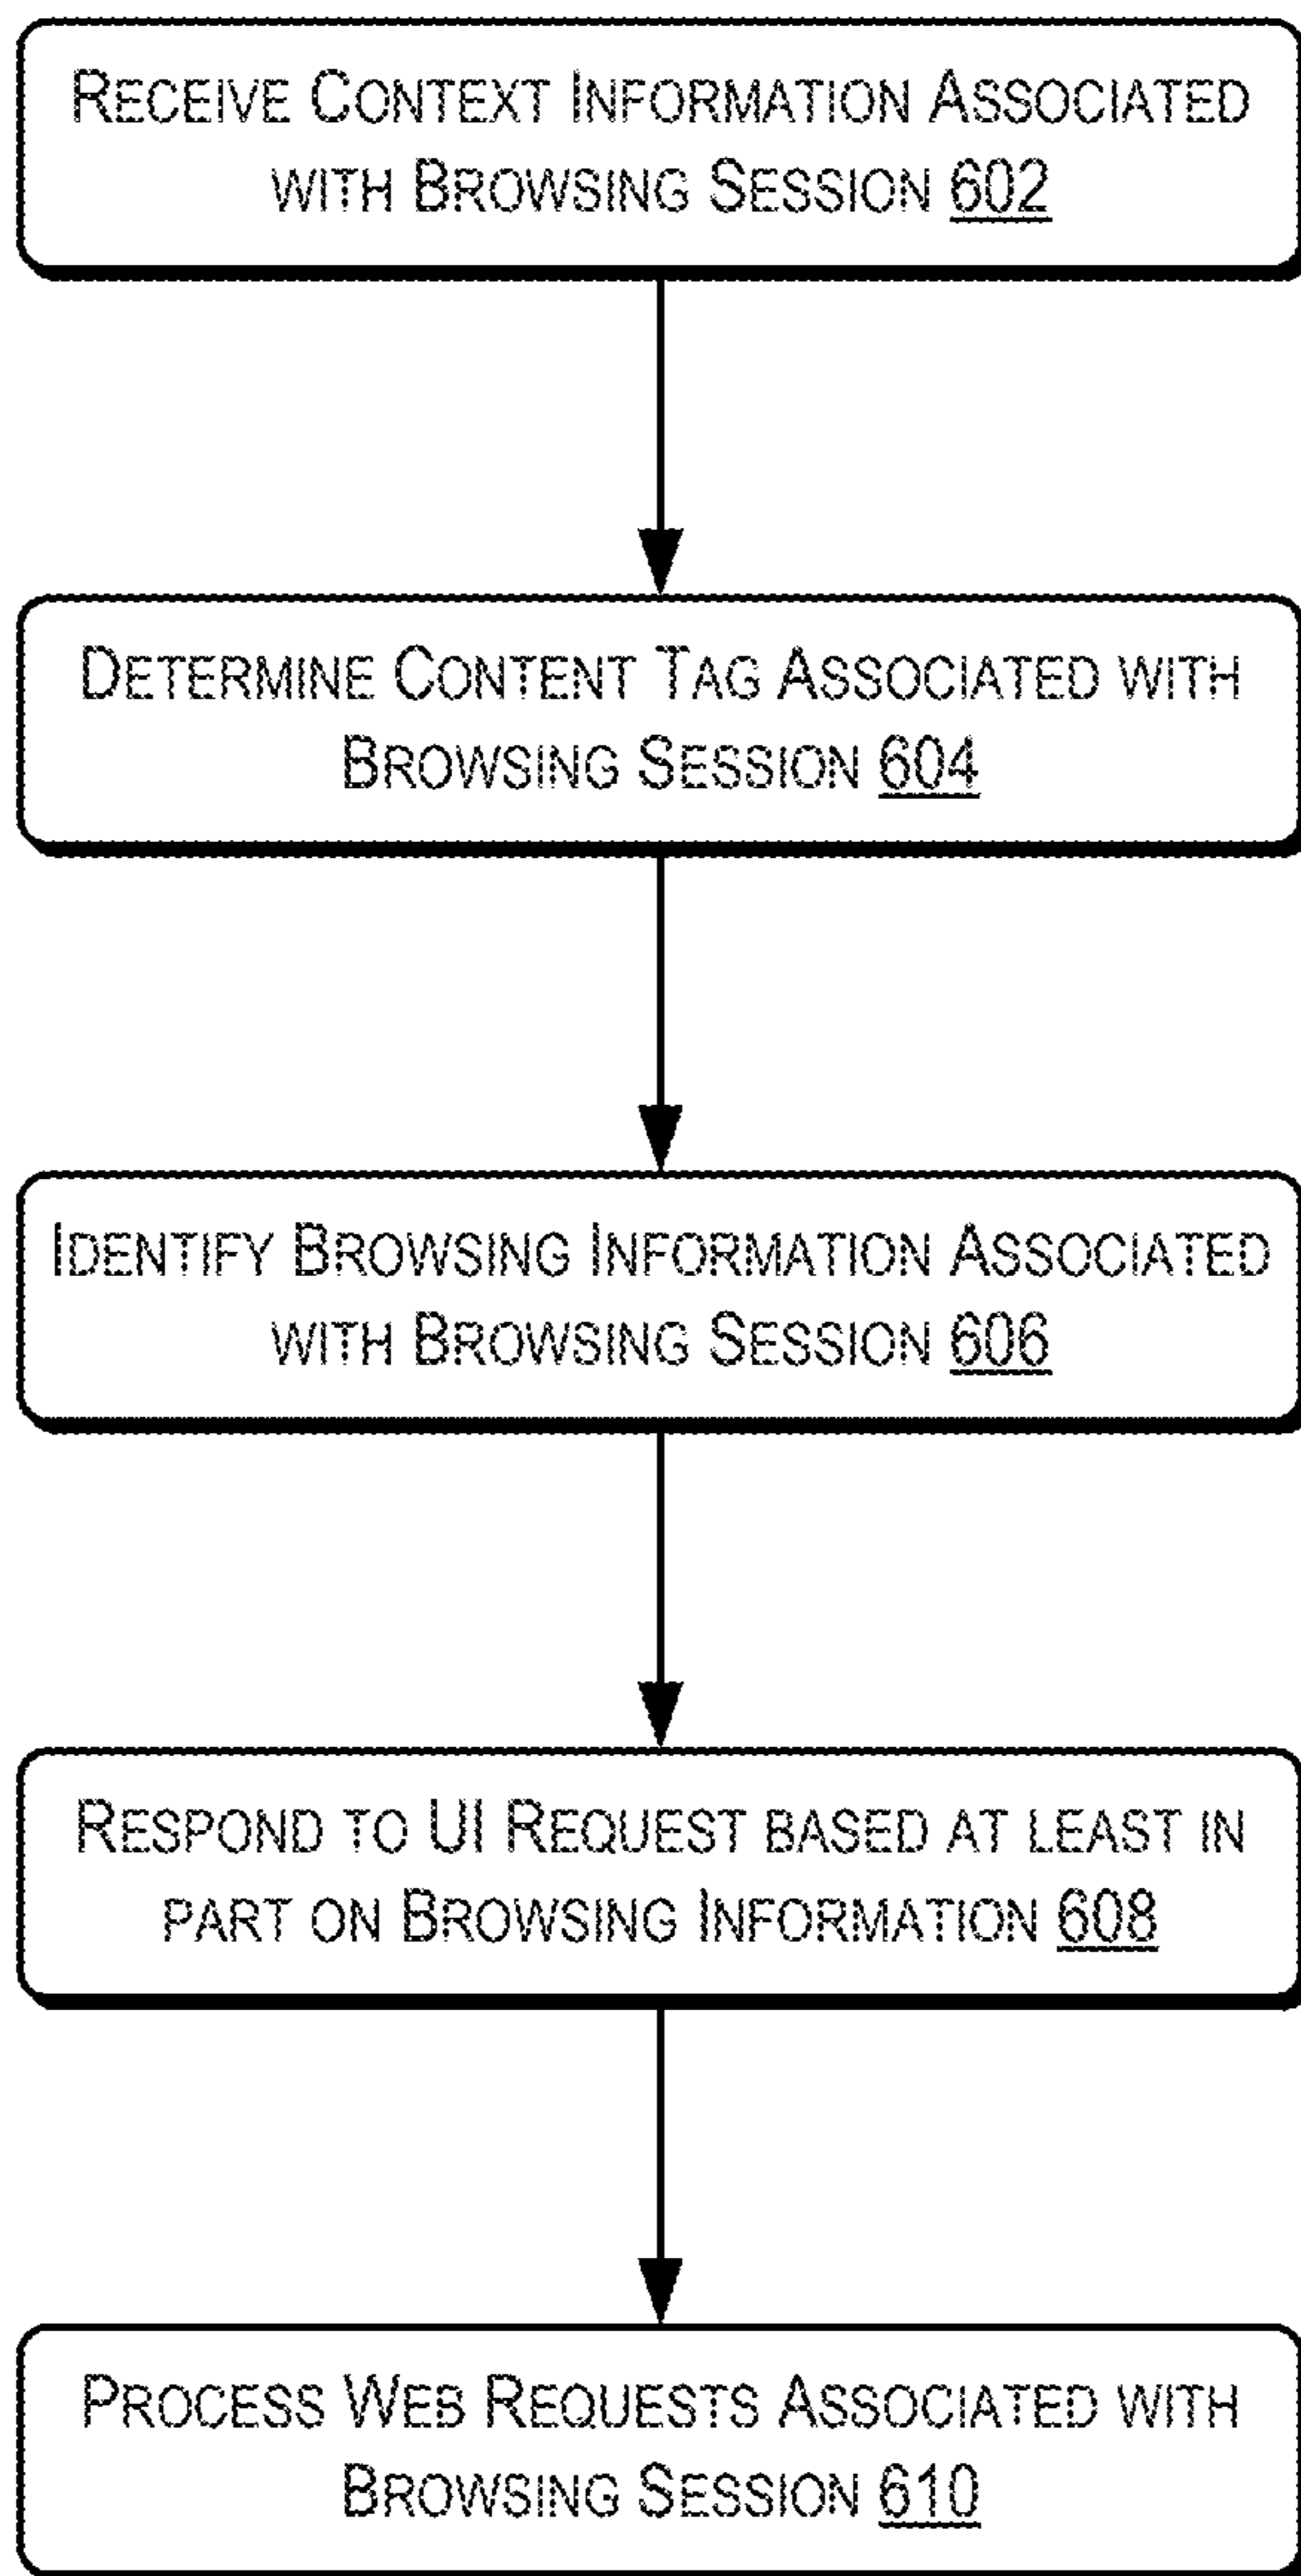 RECEIVE CONTEXT INFORMATION ASSOCIATED
WITH BROWSING SESSION 602
DETERMINE CONTENT TAG ASSOCIATED WITH
BROWSING SESSION 604
IDENTIFY BROWSING INFORMATION ASSOCIATED
WITH BROWSING SESSION 606
RESPOND TO UI REQUEST BASED AT LEAST IN
PART ON BROWSING INFORMATION 608
PROCESS WEB REQUESTS ASSOCIATED WITH
BROWSING SESSION 610